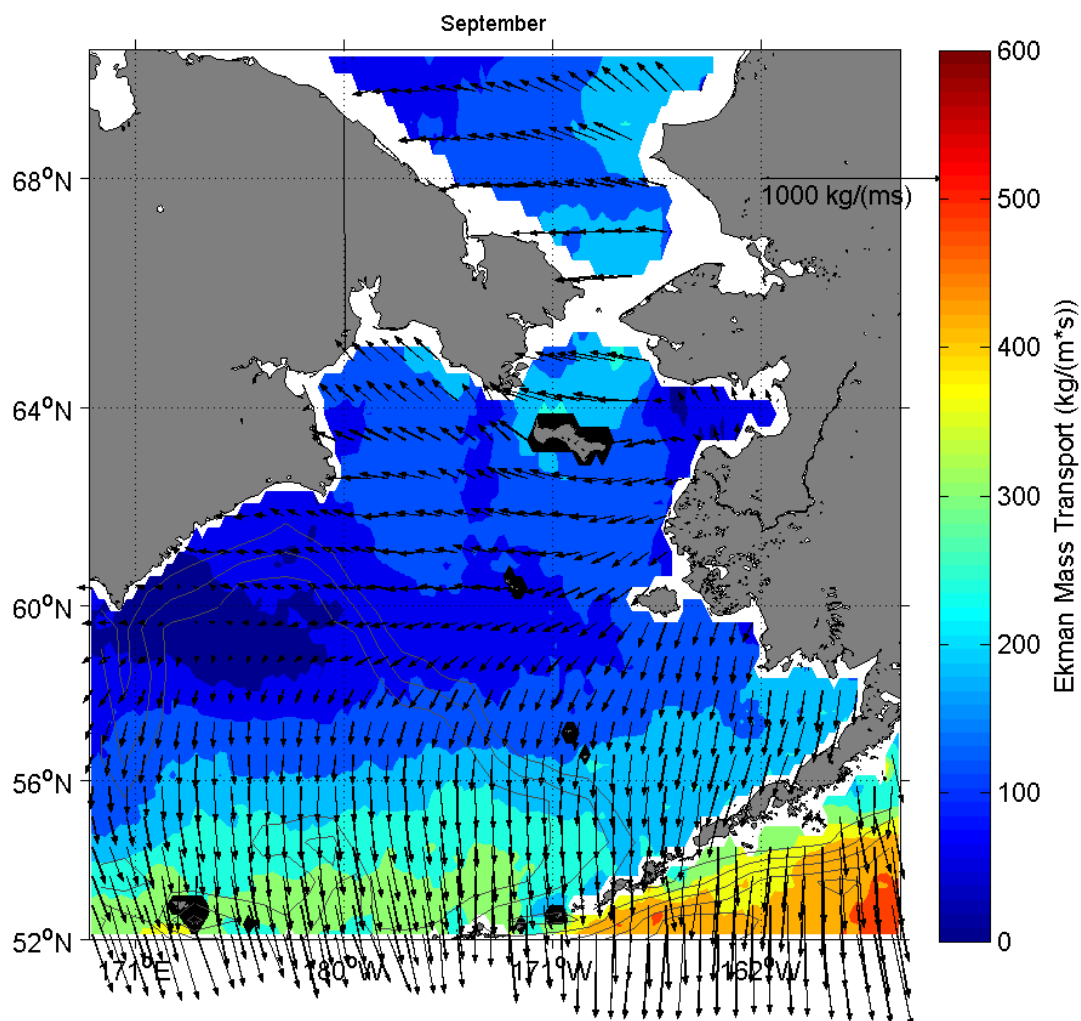 September
600
68°N
1000 kg/(ms)
500
400
64°N
300
60°N
200
56°N
100
52°N
0
171°E
180°W
171°W
162°W
Ekman Mass Transport (kg/(m*s))